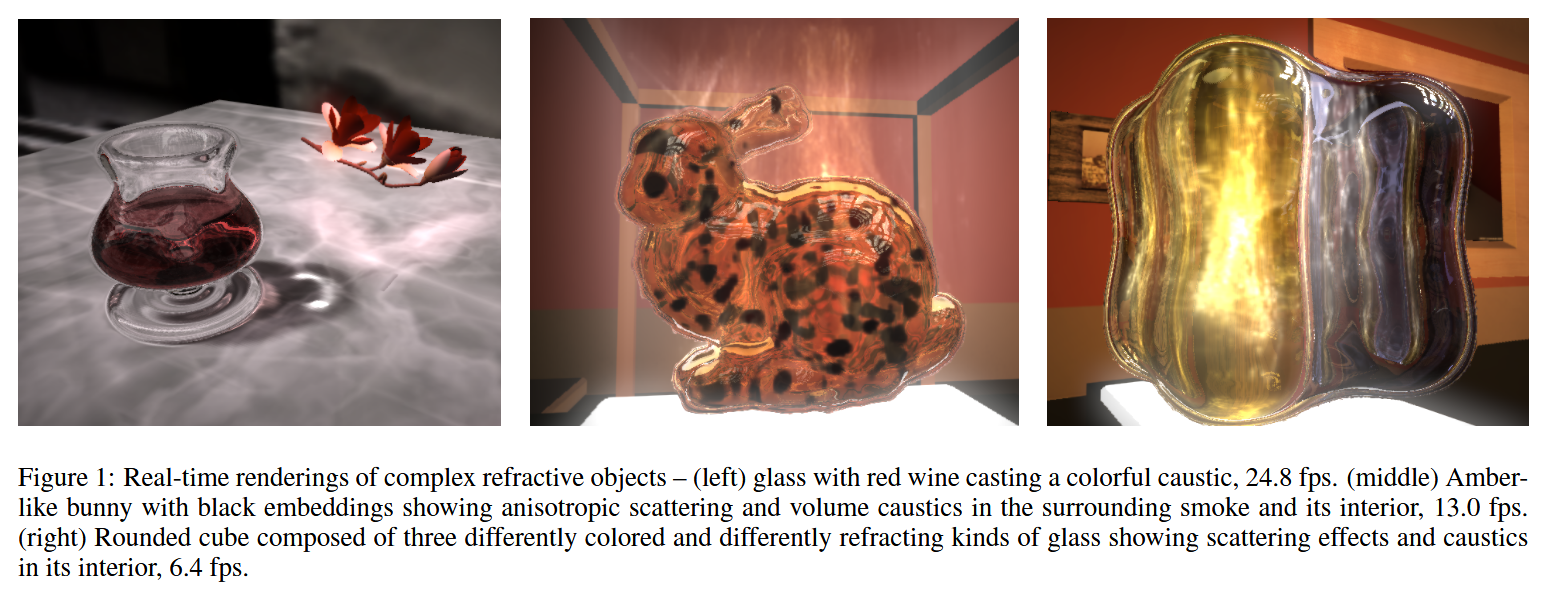 Figure 1: Real-time renderings of complex refractive objects – (left) glass with red wine casting a colorful caustic, 24.8 fps. (middle) Amber-
like bunny with black embeddings showing anisotropic scattering and volume caustics in the surrounding smoke and its interior, 13.0 fps.
(right) Rounded cube composed of three differently colored and differently refracting kinds of glass showing scattering effects and caustics
in its interior, 6.4 fps.